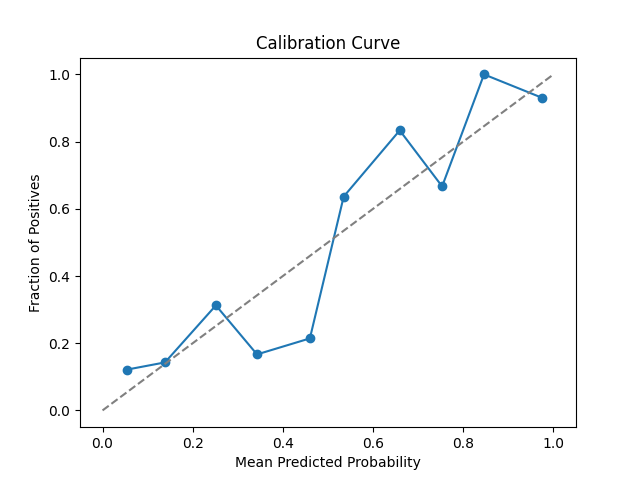 Calibration Curve
1.0
0.8
0.6
0.4
0.2
0.0
Fraction of Positives
0.0 0.2 0.4 0.6 0.8 1.0
Mean Predicted Probability